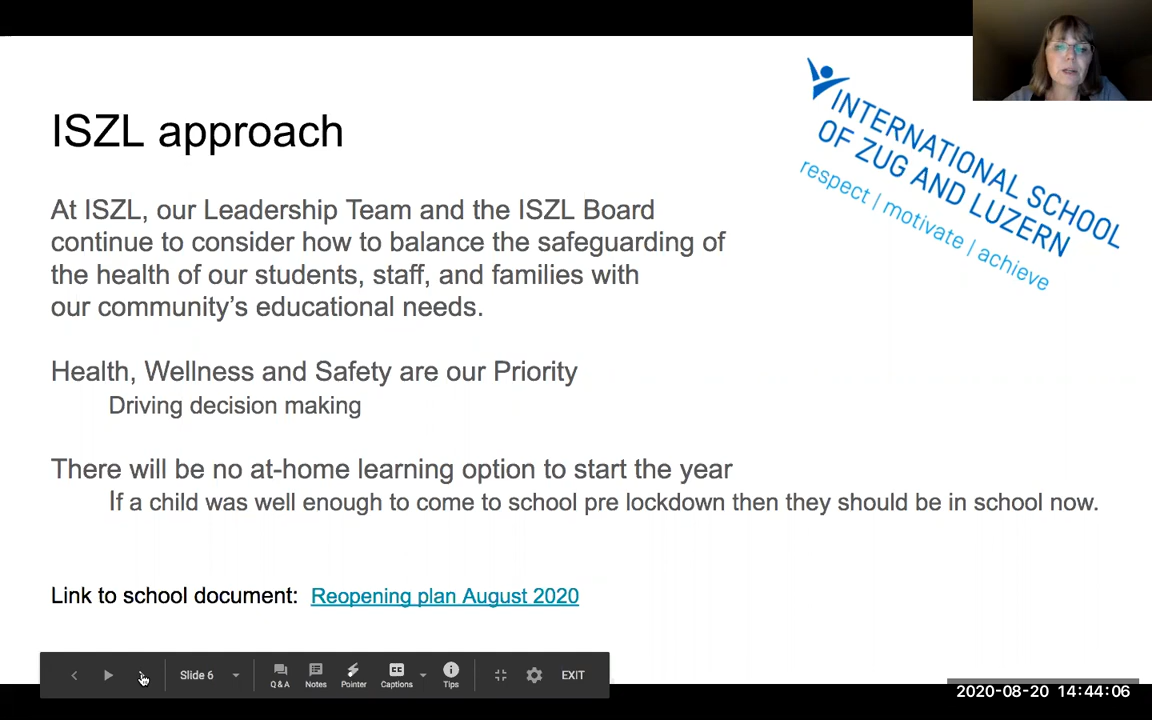 ISZL approach
INTERNATIONAL SCHOOL
OF ZUG AND LUZERN
respect | motivate | achieve
At ISZL, our Leadership Team and the ISZL Board
continue to consider how to balance the safeguarding of
the health of our students, staff, and families with
our community’s educational needs.
Health, Wellness and Safety are our Priority
Driving decision making
There will be no at-home learning option to start the year
If a child was well enough to come to school pre lockdown then they should be in school now.
Link to school document: Reopening plan August 2020
Slide 6
Q&A
Notes
Pointer
CC
Captions
Tips
EXIT
2020-08-20 14:44:06